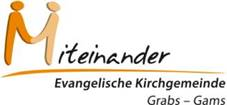 Miteinander
Evangelische Kirchgemeinde
Grabs – Gams